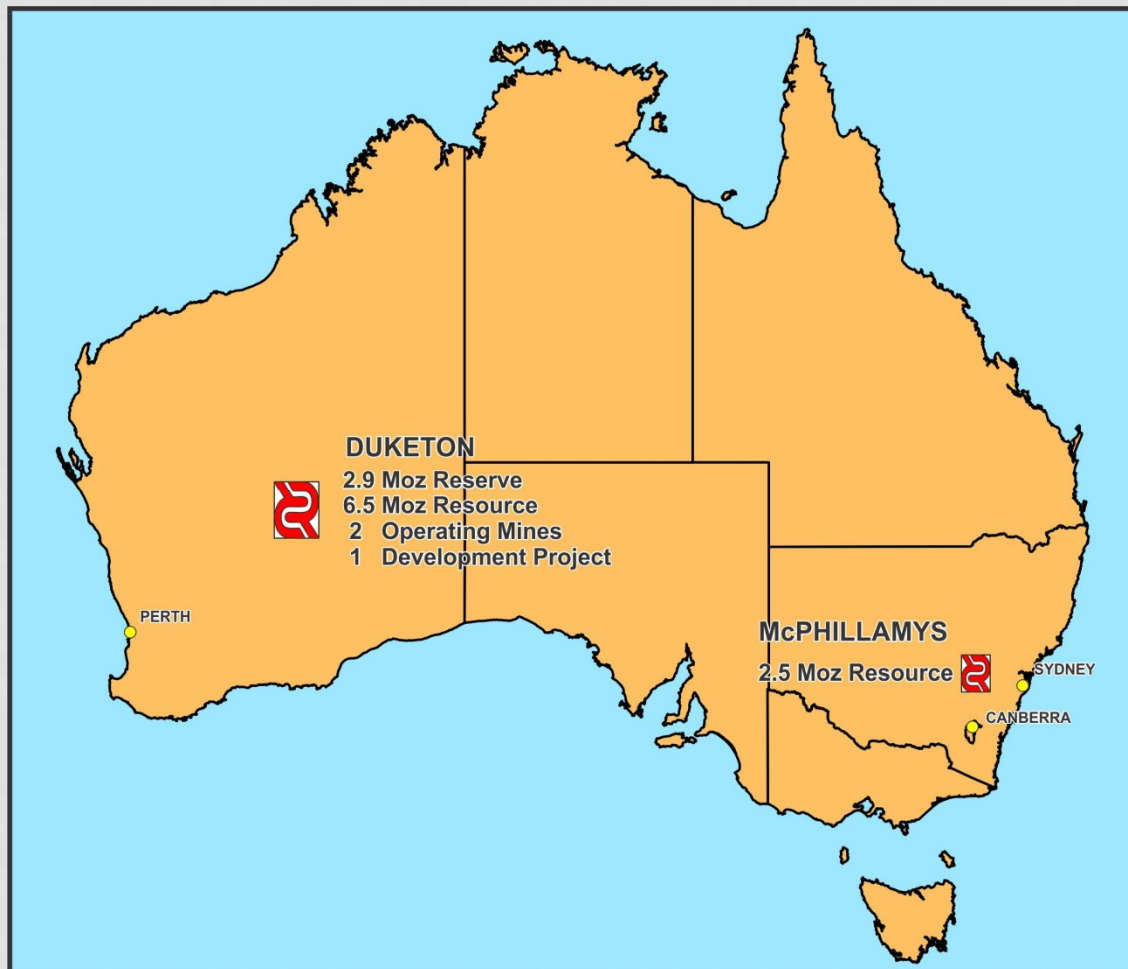 DUKETON
2.9 Moz Reserve
6.5 Moz Resource
2 Operating Mines
1 Development Project
PERTH
McPHILLAMYS
2.5 Moz Resource
SYDNEY
CANBERRA